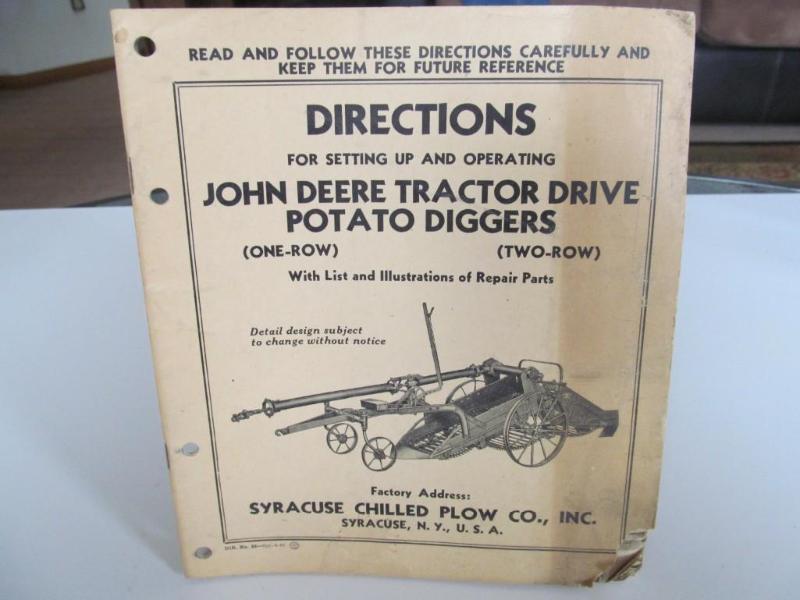 READ AND FOLLOW THESE DIRECTIONS CAREFULLY AND
KEEP THEM FOR FUTURE REFERENCE
DIRECTIONS
FOR SETTING UP AND OPERATING
JOHN DEERE TRACTOR DRIVE
POTATO DIGGERS
(ONE-ROW) (TWO-ROW)
With List and Illustrations of Repair Parts
Detail design subject
to change without notice
Factory Address:
SYRACUSE CHILLED PLOW CO., INC.
SYRACUSE, N. Y., U. S. A.
DIR. No.